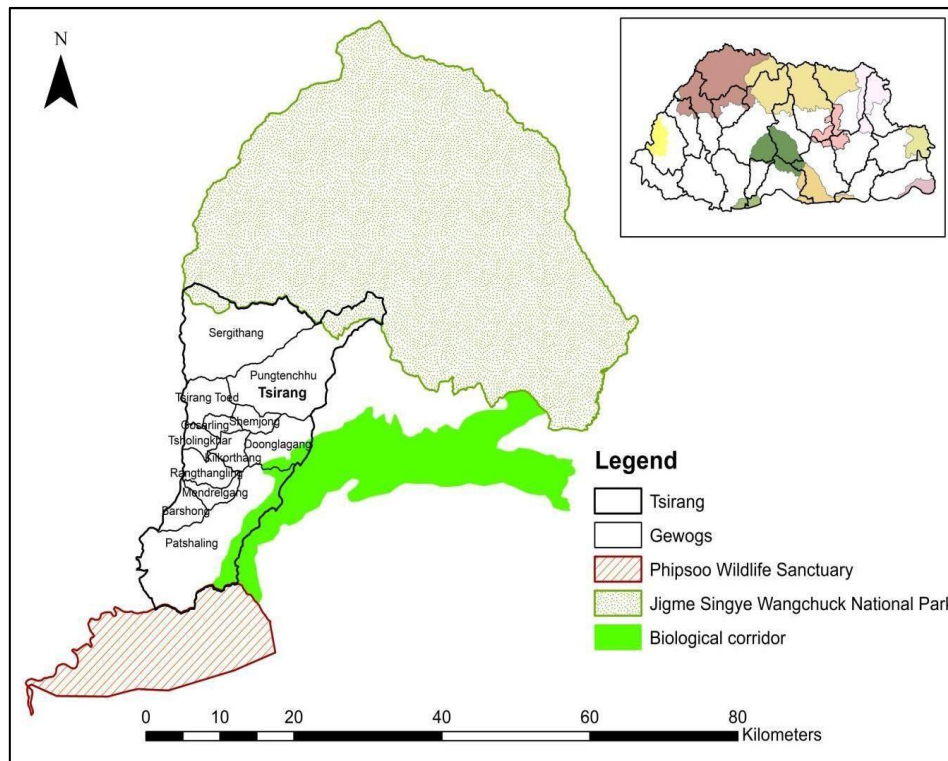 N
Sergithang
Pungtenchhu
Tsirang
Tsirang Toed
Shemjong
Gosarling
Tsholingkhar
Doonglagang
Kilkorthang
Rangthangling
Mendrelgang
Barshong
Patshaling
Legend
Tsirang
Gewogs
Phipsoo Wildlife Sanctuary
Jigme Singye Wangchuck National Park
Biological corridor
0 10 20 40 60 80
Kilometers